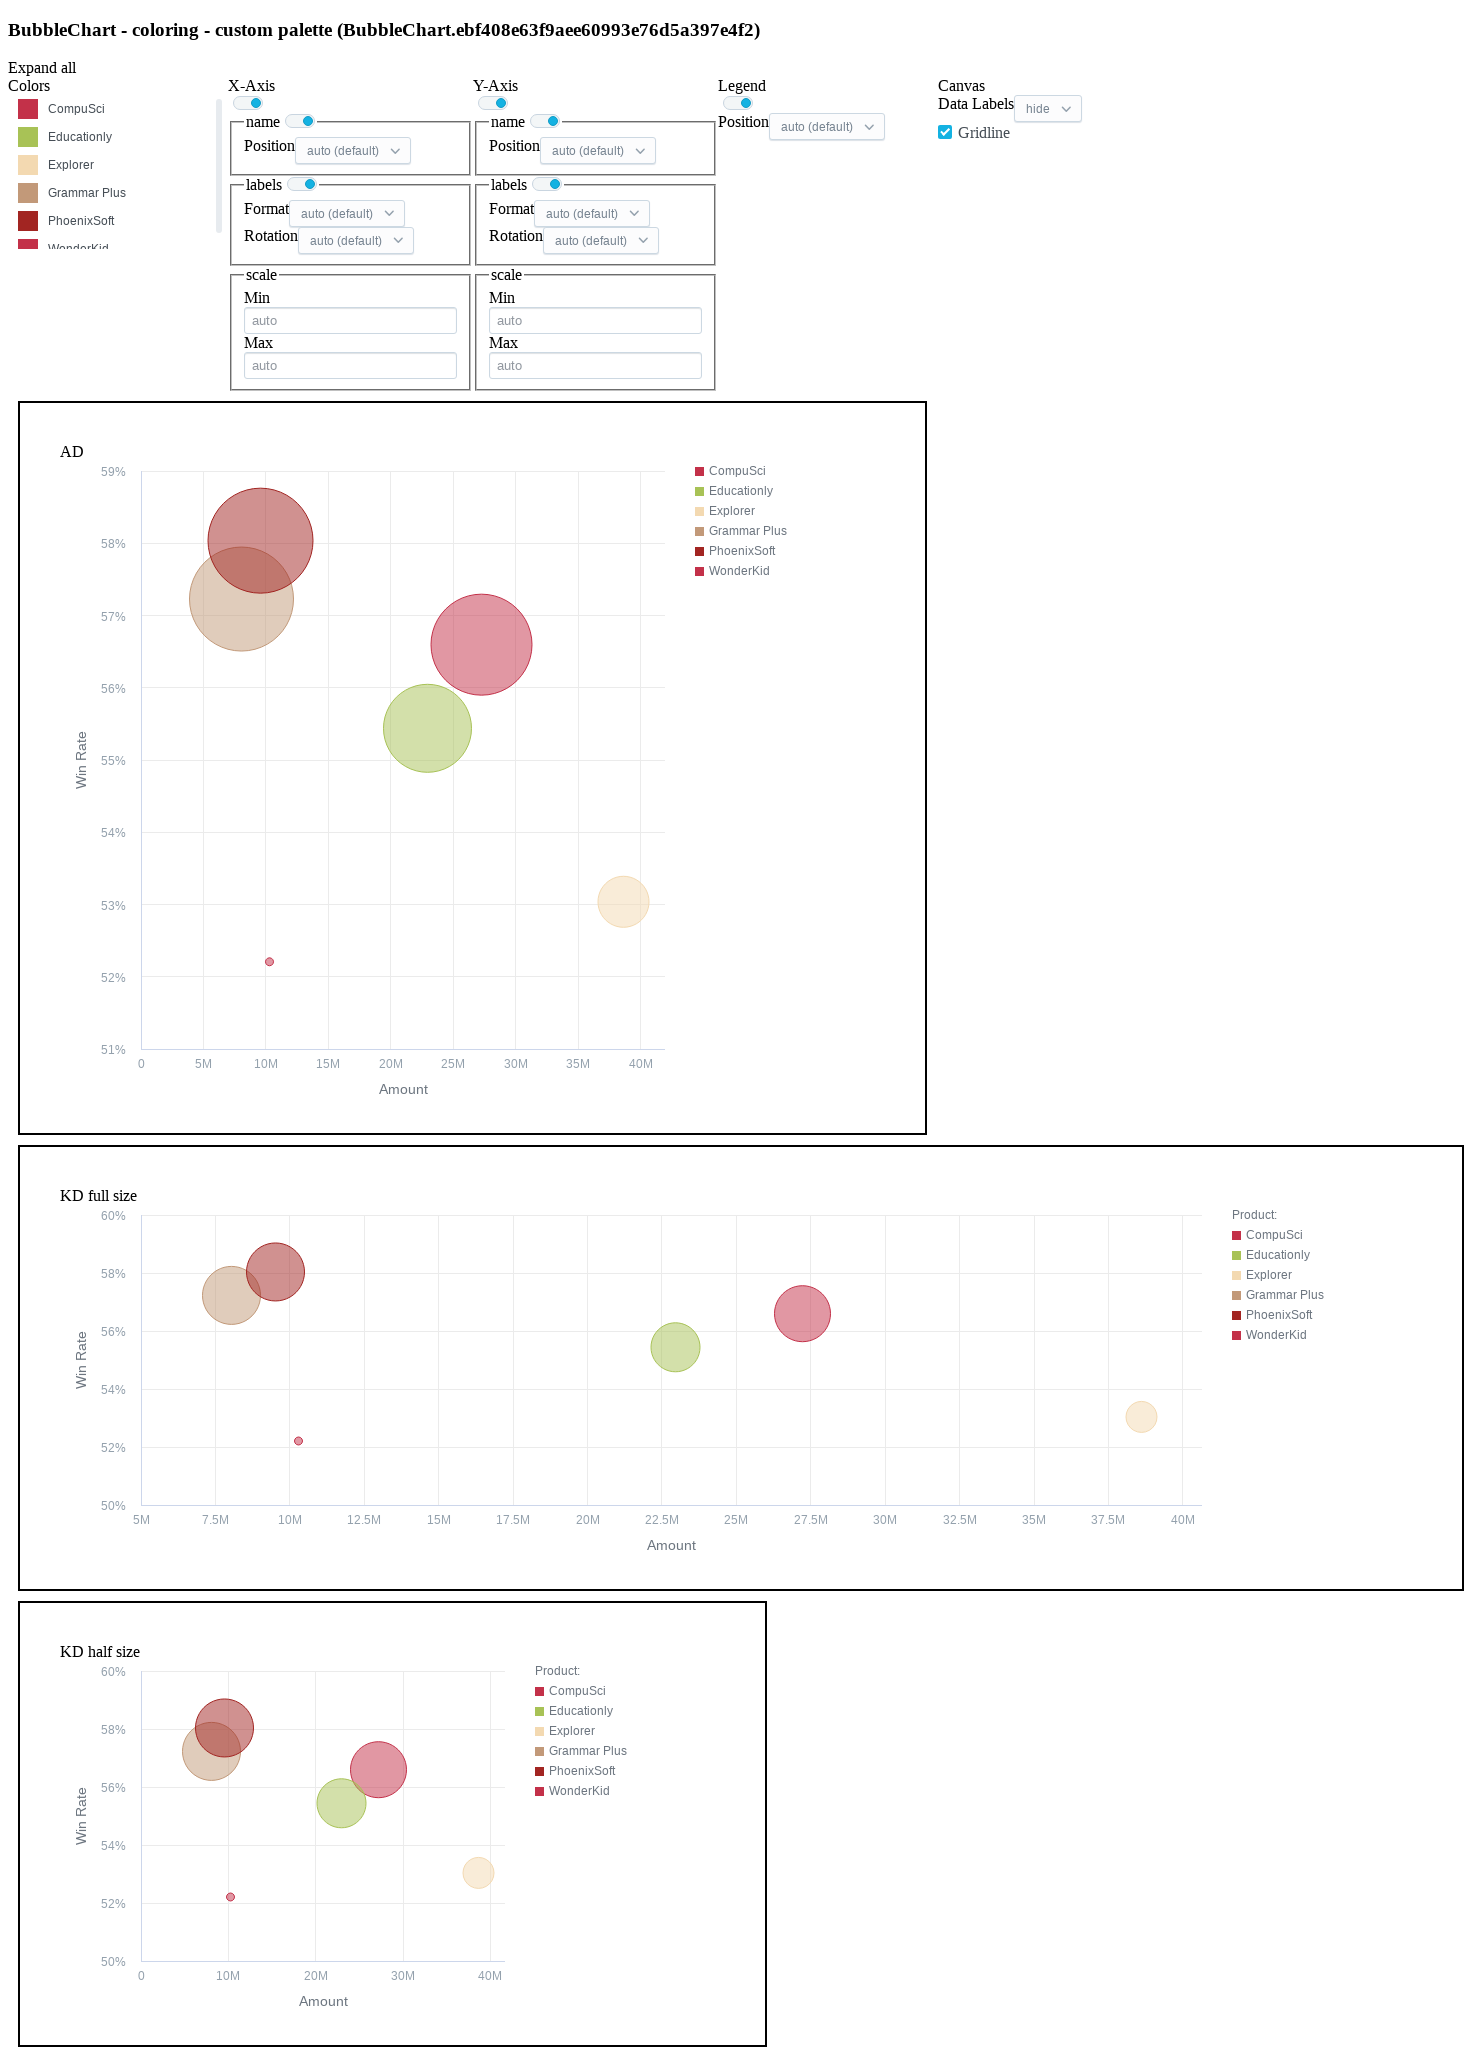 BubbleChart - coloring - custom palette (BubbleChart.ebf408e63f9aee60993e76d5a397e4f2)
Expand all
Colors
CompuSci
Educationly
Explorer
Grammar Plus
PhoenixSoft
WonderKid
X-Axis
name
Position auto (default)
labels
Format auto (default)
Rotation auto (default)
scale
Min
auto
Max
auto
Y-Axis
name
Position auto (default)
labels
Format auto (default)
Rotation auto (default)
scale
Min
auto
Max
auto
Legend
Position auto (default)
Canvas
Data Labels hide
Gridline
AD
59%
58%
57%
56%
55%
54%
53%
52%
51%
Win Rate
0 5M 10M 15M 20M 25M 30M 35M 40M
Amount
CompuSci
Educationly
Explorer
Grammar Plus
PhoenixSoft
WonderKid
KD full size
60%
58%
56%
54%
52%
50%
Win Rate
5M 7.5M 10M 12.5M 15M 17.5M 20M 22.5M 25M 27.5M 30M 32.5M 35M 37.5M 40M
Amount
Product:
CompuSci
Educationly
Explorer
Grammar Plus
PhoenixSoft
WonderKid
KD half size
60%
58%
56%
54%
52%
50%
Win Rate
0 10M 20M 30M 40M
Amount
Product:
CompuSci
Educationly
Explorer
Grammar Plus
PhoenixSoft
WonderKid